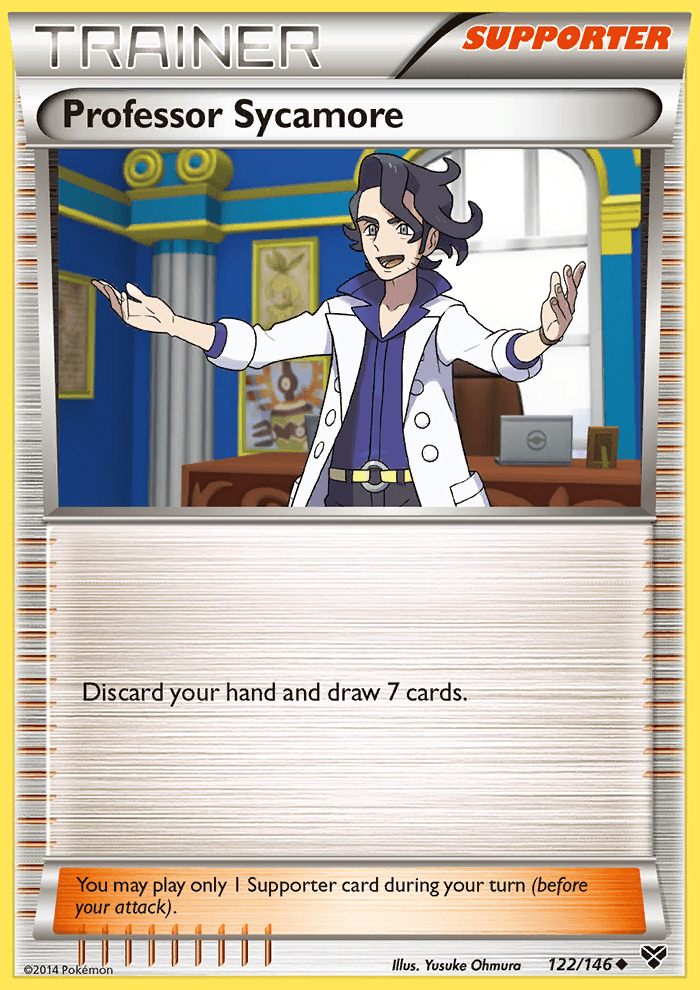 TRAINER
SUPPORTER
Professor Sycamore
Discard your hand and draw 7 cards.
You may play only 1 Supporter card during your turn (before
your attack).
©2014 Pokémon
Illus. Yusuke Ohmura
122/146